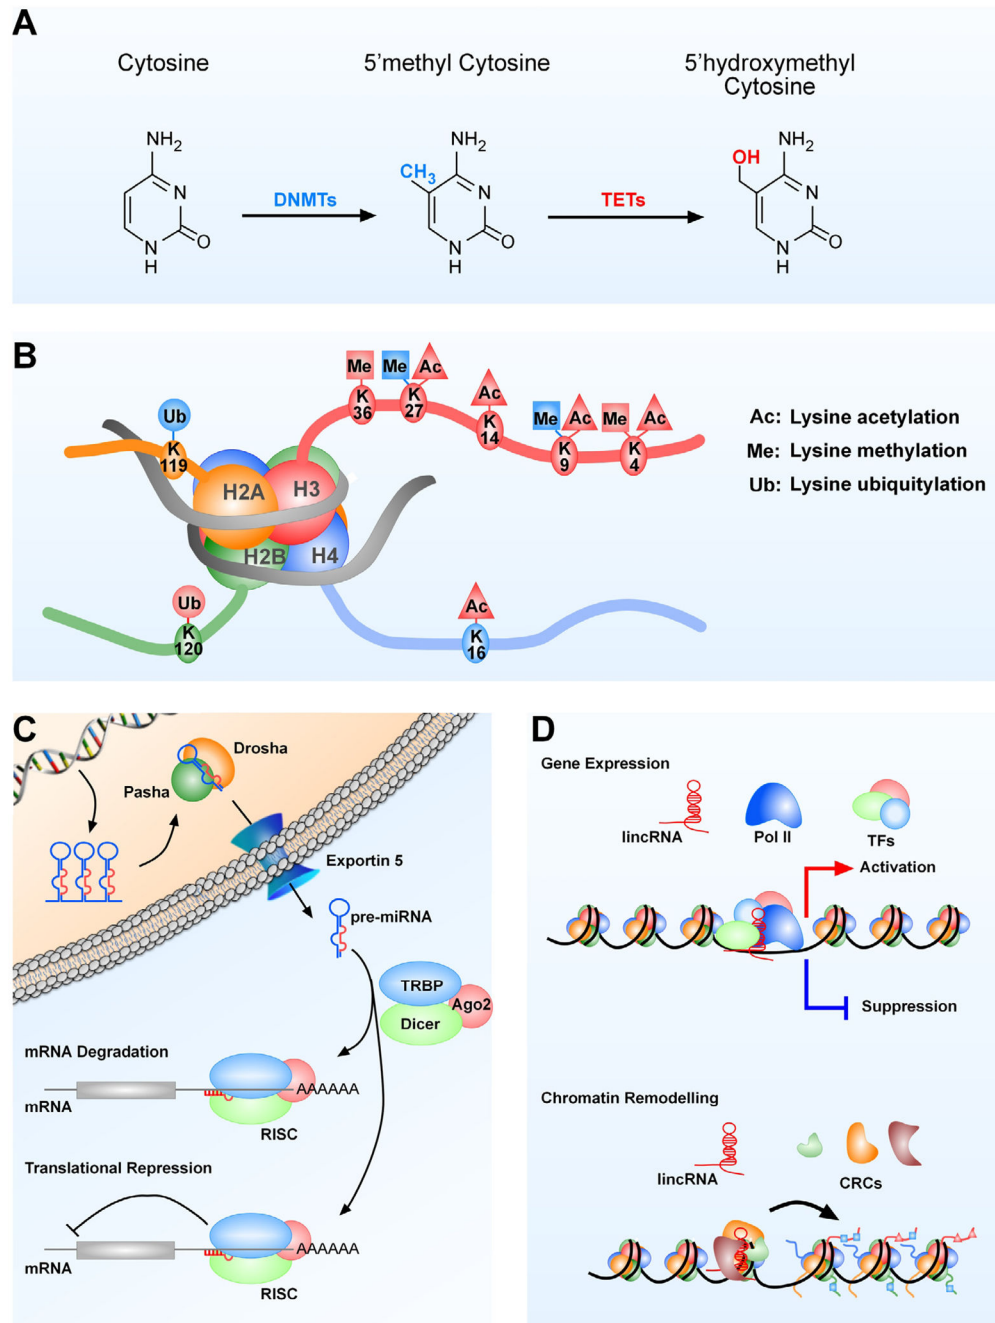 A
Cytosine
5'methyl Cytosine
5'hydroxymethyl
Cytosine
NH2
N
N
H
O
DNMTs
CH3
NH2
N
N
H
O
TETs
OH
NH2
N
N
H
O
B
Me
Me
Ac
K
36
K
27
Ac
K
14
Me
Ac
K
9
Me
Ac
K
4
Ub
K
119
H2A
H3
H2B
H4
Ub
K
120
Ac
K
16
Ac: Lysine acetylation
Me: Lysine methylation
Ub: Lysine ubiquitylation
C
Drosha
Pasha
Exportin 5
pre-miRNA
TRBP
Ago2
Dicer
mRNA Degradation
AAAAAA
mRNA
RISC
Translational Repression
AAAAAA
mRNA
RISC
D
Gene Expression
lincRNA
Pol II
TFs
Activation
Suppression
Chromatin Remodelling
lincRNA
CRCs